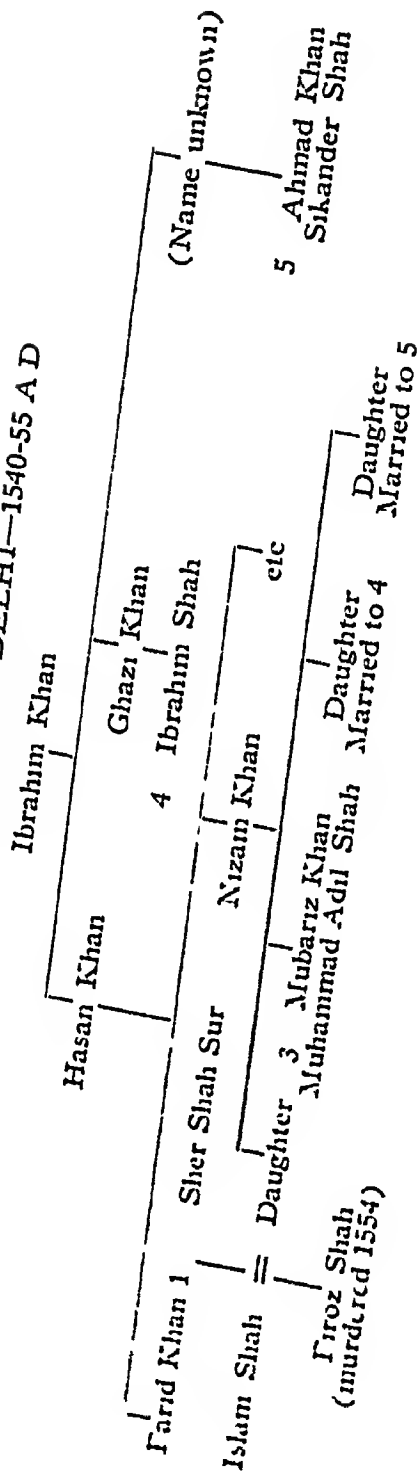 DELHI—1540-55 A D
Ibrahim Khan
Hasan Khan
Ghazi Khan
(Name unknown)
4 Ibrahim Shah
5 Ahmad Khan
Sikander Shah
Farid Khan 1 Sher Shah Sur
Nizam Khan
etc
Islam Shah = Daughter
3 Mubariz Khan
Muhammad Adil Shah
Daughter
Married to 4
Daughter
Married to 5
Firoz Shah
(murdered 1554)